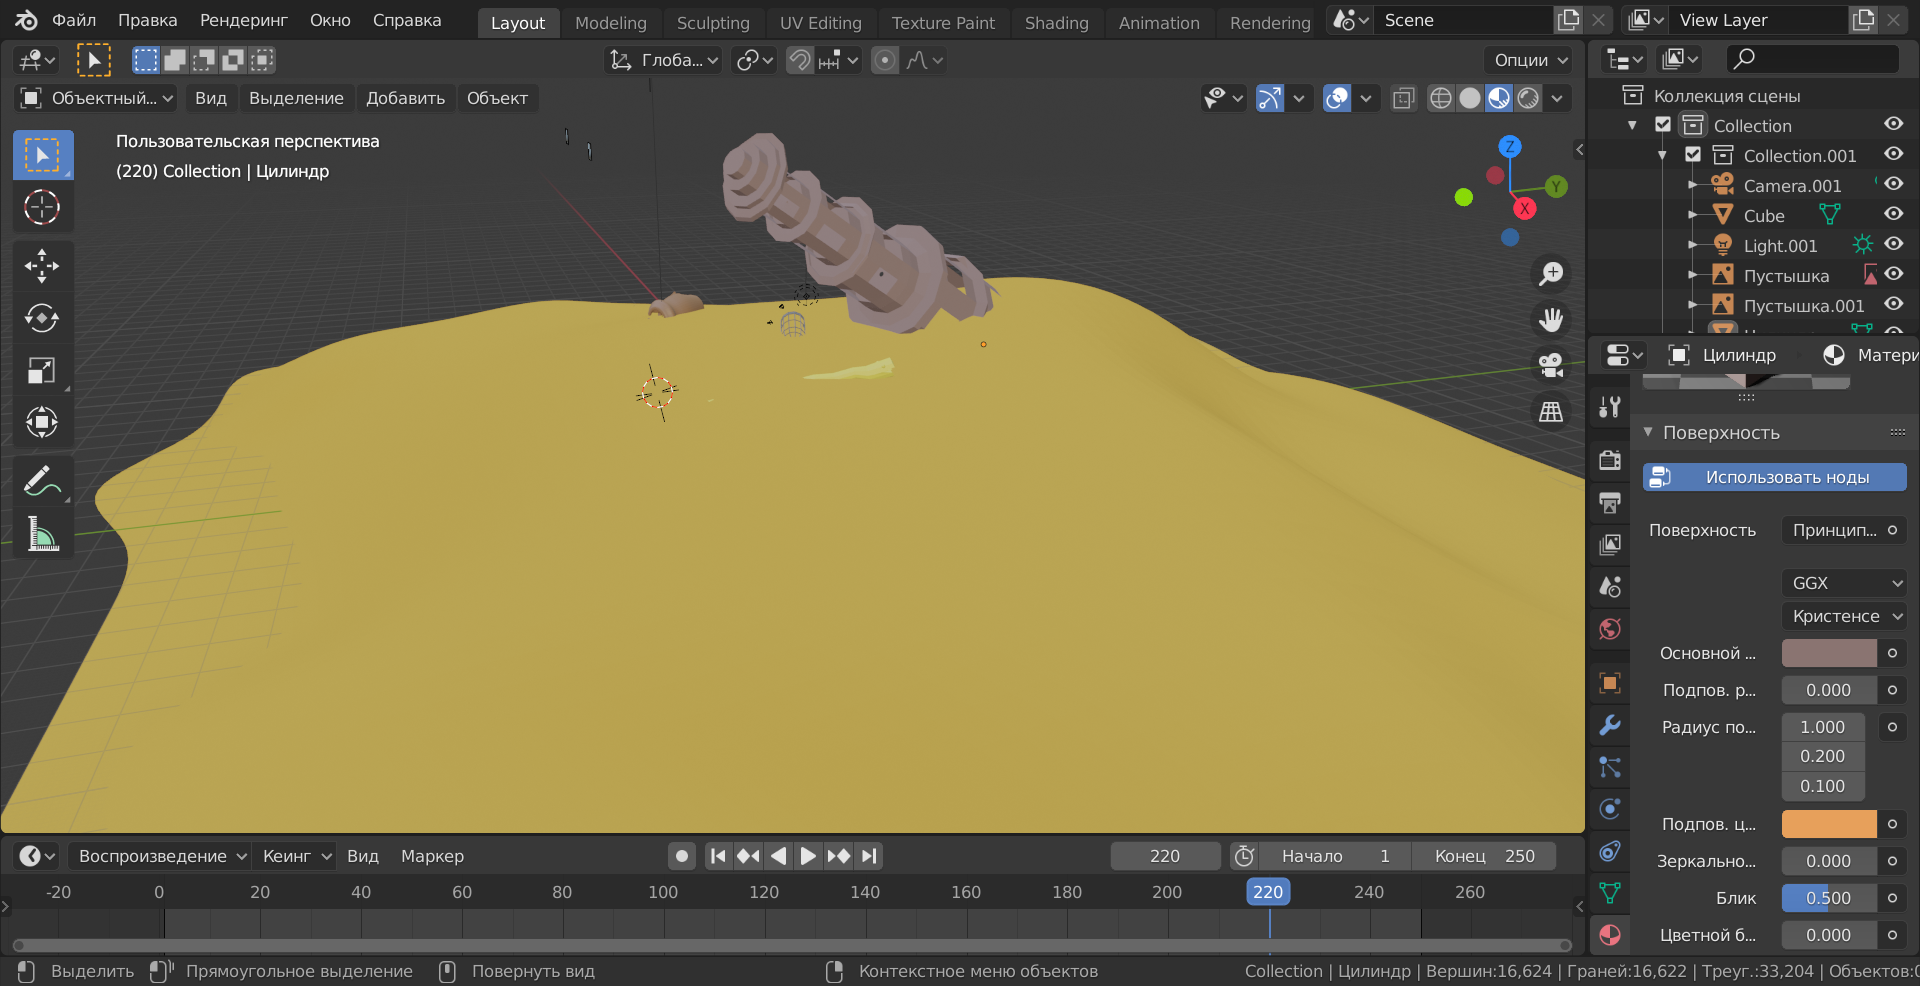 Файл Правка Рендеринг Окно Справка Layout Modeling Sculpting UV Editing Texture Paint Shading Animation Rendering Scene View Layer
Глоба... Опции
Объектный... Вид Выделение Добавить Объект
Пользовательская перспектива
(220) Collection | Цилиндр
Z
Y
X
Коллекция сцены
Collection
Collection.001
Camera.001
Cube
Light.001
Пустышка
Пустышка.001
Цилиндр Матери
Поверхность
Использовать ноды
Поверхность Принцип...
GGX
Кристенсе
Основной ...
Подпов. р... 0.000
Радиус по... 1.000
0.200
0.100
Подпов. ц...
Зеркально... 0.000
Блик 0.500
Цветной б... 0.000
Воспроизведение Кеинг Вид Маркер 220 Начало 1 Конец 250
-20 0 20 40 60 80 100 120 140 160 180 200 220 240 260
Выделить Прямоугольное выделение Повернуть вид Контекстное меню объектов Collection | Цилиндр | Вершин:16,624 | Граней:16,622 | Треуг.:33,204 | Объектов:0